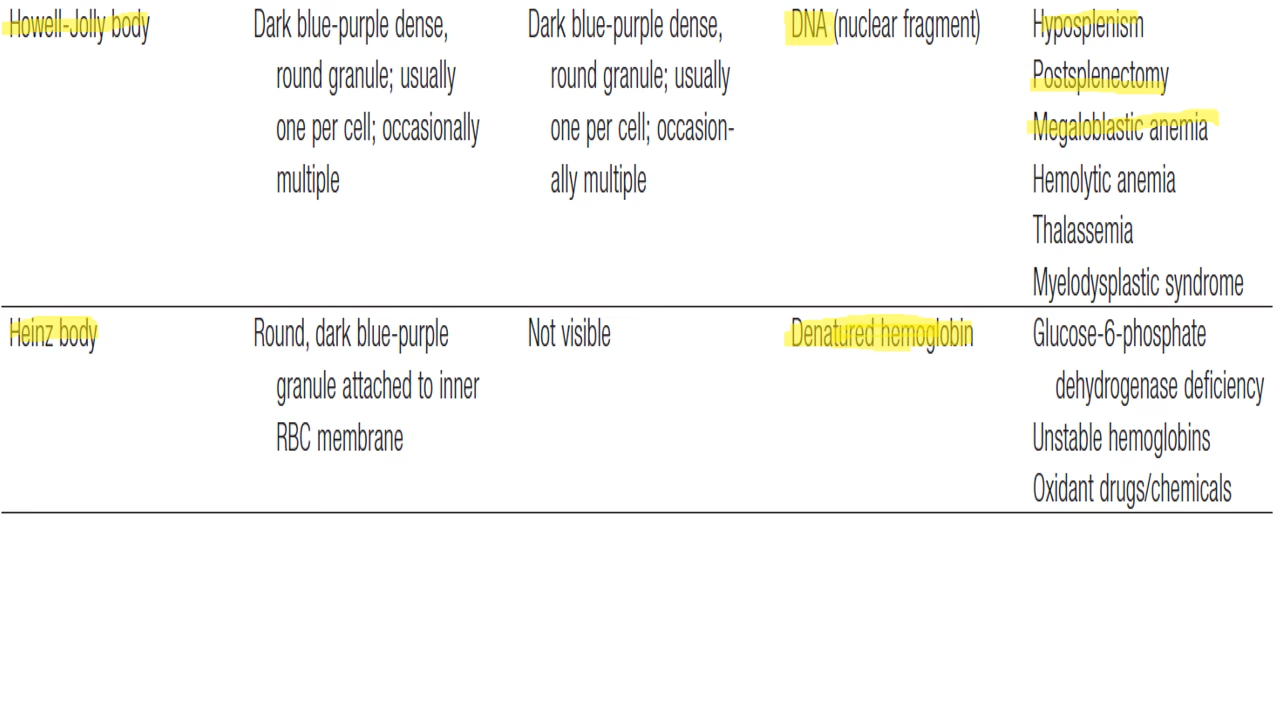 Howell-Jolly body
Dark blue-purple dense,
round granule; usually
one per cell; occasionally
multiple
Dark blue-purple dense,
round granule; usually
one per cell; occasion-
ally multiple
DNA (nuclear fragment)
Hyposplenism
Postsplenectomy
Megaloblastic anemia
Hemolytic anemia
Thalassemia
Myelodysplastic syndrome
Heinz body
Round, dark blue-purple
granule attached to inner
RBC membrane
Not visible
Denatured hemoglobin
Glucose-6-phosphate
dehydrogenase deficiency
Unstable hemoglobins
Oxidant drugs/chemicals